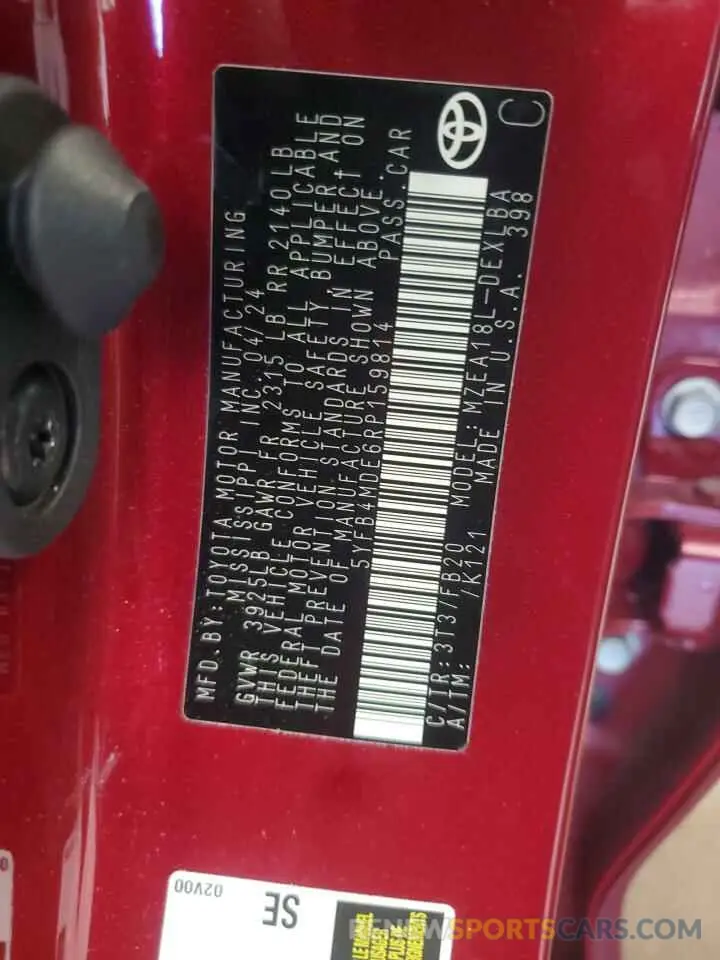 MFD.BY:TOYOTA MOTOR MANUFACTURING
MISSISSIPPI INC. 04/24
GVWR 3925LB GAWR FR 2315 LB RR 2140LB
THIS VEHICLE CONFORMS TO ALL APPLICABLE
FEDERAL MOTOR VEHICLE SAFETY BUMPER AND
THEFT PREVENTION STANDARDS IN EFFECT ON
THE DATE OF MANUFACTURE SHOWN ABOVE.
5YFB4MDE6RP159814 PASS.CAR
C/TR:3T37/FB20 MODEL:MZEA18L-DEXLBA
A/TM: /K121 MADE IN U.S.A. 398 C
02V00
SE
RENEWSPORTSCARS.COM